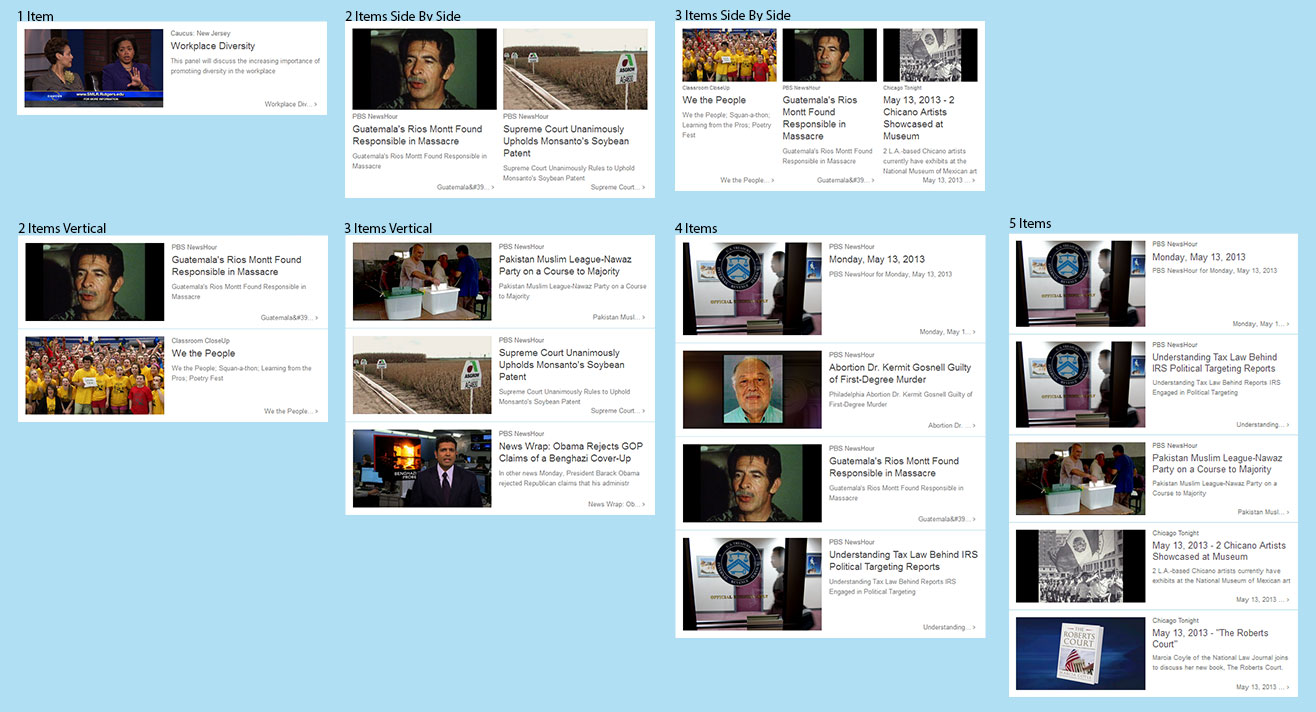 1 Item
Caucus: New Jersey
Workplace Diversity
This panel will discuss the increasing importance of
promoting diversity in the workplace
www.SMLR.Rutgers.edu
FOR MORE INFORMATION
Workplace Div... >
2 Items Side By Side
AG4606
PBS NewsHour
Guatemala's Rios Montt Found
Responsible in Massacre
Guatemala's Rios Montt Found Responsible in
Massacre
Guatemala&#39... >
PBS NewsHour
Supreme Court Unanimously
Upholds Monsanto's Soybean
Patent
Supreme Court Unanimously Rules to Uphold
Monsanto's Soybean Patent
Supreme Court... >
3 Items Side By Side
Classroom CloseUp
We the People
We the People; Squan-a-thon;
Learning from the Pros; Poetry
Fest
We the People... >
PBS NewsHour
Guatemala's Rios
Montt Found
Responsible in
Massacre
Guatemala's Rios Montt Found
Responsible in Massacre
Guatemala&#39... >
Chicago Tonight
May 13, 2013 - 2
Chicano Artists
Showcased at
Museum
2 L.A.-based Chicano artists
currently have exhibits at the
National Museum of Mexican art
May 13, 2013 ... >
2 Items Vertical
PBS NewsHour
Guatemala's Rios Montt Found
Responsible in Massacre
Guatemala's Rios Montt Found Responsible in
Massacre
Guatemala&#39... >
Classroom CloseUp
We the People
We the People; Squan-a-thon; Learning from the
Pros; Poetry Fest
We the People... >
3 Items Vertical
PBS NewsHour
Pakistan Muslim League-Nawaz
Party on a Course to Majority
Pakistan Muslim League-Nawaz Party on a Course
to Majority
Pakistan Musl... >
PBS NewsHour
Supreme Court Unanimously
Upholds Monsanto's Soybean
Patent
Supreme Court Unanimously Rules to Uphold
Monsanto's Soybean Patent
Supreme Court... >
BENGHAZI
PROBE
PBS NewsHour
News Wrap: Obama Rejects GOP
Claims of a Benghazi Cover-Up
In other news Monday, President Barack Obama
rejected Republican claims that his administr
News Wrap: Ob... >
4 Items
PBS NewsHour
Monday, May 13, 2013
PBS NewsHour for Monday, May 13, 2013
Monday, May 1... >
PBS NewsHour
Abortion Dr. Kermit Gosnell Guilty
of First-Degree Murder
Philadelphia Abortion Dr. Kermit Gosnell Guilty of
First-Degree Murder
Abortion Dr. ... >
PBS NewsHour
Guatemala's Rios Montt Found
Responsible in Massacre
Guatemala's Rios Montt Found Responsible in
Massacre
Guatemala&#39... >
PBS NewsHour
Understanding Tax Law Behind IRS
Political Targeting Reports
Understanding Tax Law Behind Reports IRS
Engaged in Political Targeting
Understanding... >
5 Items
PBS NewsHour
Monday, May 13, 2013
PBS NewsHour for Monday, May 13, 2013
Monday, May 1... >
PBS NewsHour
Understanding Tax Law Behind
IRS Political Targeting Reports
Understanding Tax Law Behind Reports IRS
Engaged in Political Targeting
Understanding... >
PBS NewsHour
Pakistan Muslim League-Nawaz
Party on a Course to Majority
Pakistan Muslim League-Nawaz Party on a
Course to Majority
Pakistan Musl... >
Chicago Tonight
May 13, 2013 - 2 Chicano Artists
Showcased at Museum
2 L.A.-based Chicano artists currently have
exhibits at the National Museum of Mexican art
May 13, 2013 ... >
THE
ROBERTS
COURT
Chicago Tonight
May 13, 2013 - "The Roberts
Court"
Marcia Coyle of the National Law Journal joins
to discuss her new book, The Roberts Court.
May 13, 2013 ... >